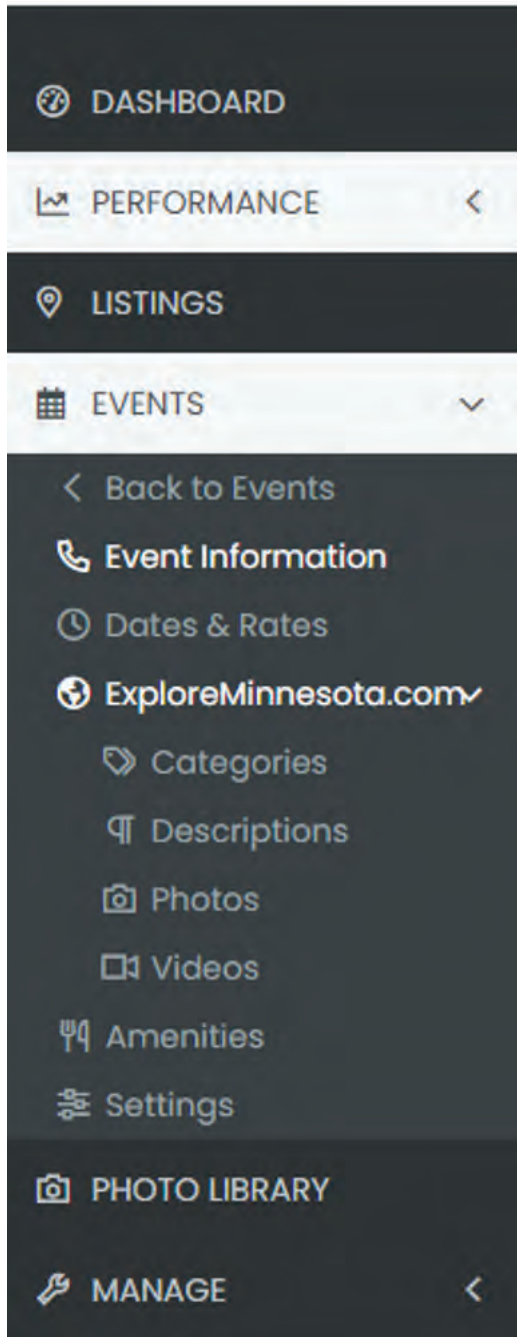 DASHBOARD
PERFORMANCE
LISTINGS
EVENTS
Back to Events
Event Information
Dates & Rates
ExploreMinnesota.com
Categories
Descriptions
Photos
Videos
Amenities
Settings
PHOTO LIBRARY
MANAGE